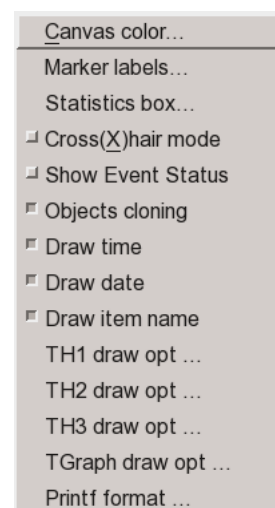 Canvas color...
Marker labels...
Statistics box...
Cross(X)hair mode
Show Event Status
Objects cloning
Draw time
Draw date
Draw item name
TH1 draw opt ...
TH2 draw opt ...
TH3 draw opt ...
TGraph draw opt ...
Printf format ...